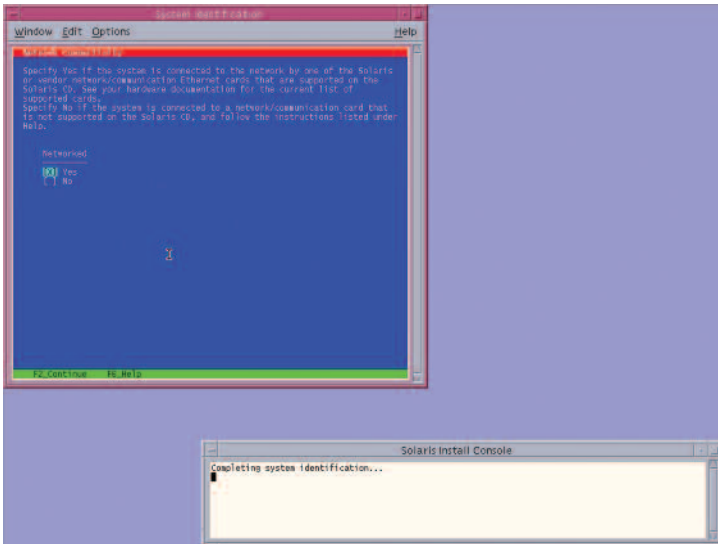 System Identification
Window Edit Options Help
Network Connectivity
Specify Yes if the system is connected to the network by one of the Solaris
or vendor network/communication Ethernet cards that are supported on the
Solaris CD. See your hardware documentation for the current list of
supported cards.
Specify No if the system is connected to a network/communication card that
is not supported on the Solaris CD, and follow the instructions listed under
Help.
Networked
[X] Yes
[ ] No
F2_Continue F6_Help
Solaris Install Console
Completing system identification...